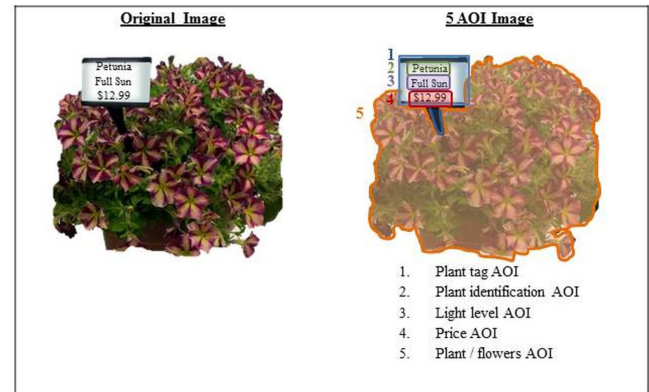 Original Image
5 AOI Image
Petunia
Full Sun
$12.99
1
2
3
4
5
Petunia
Full Sun
$12.99
1. Plant tag AOI
2. Plant identification AOI
3. Light level AOI
4. Price AOI
5. Plant / flowers AOI